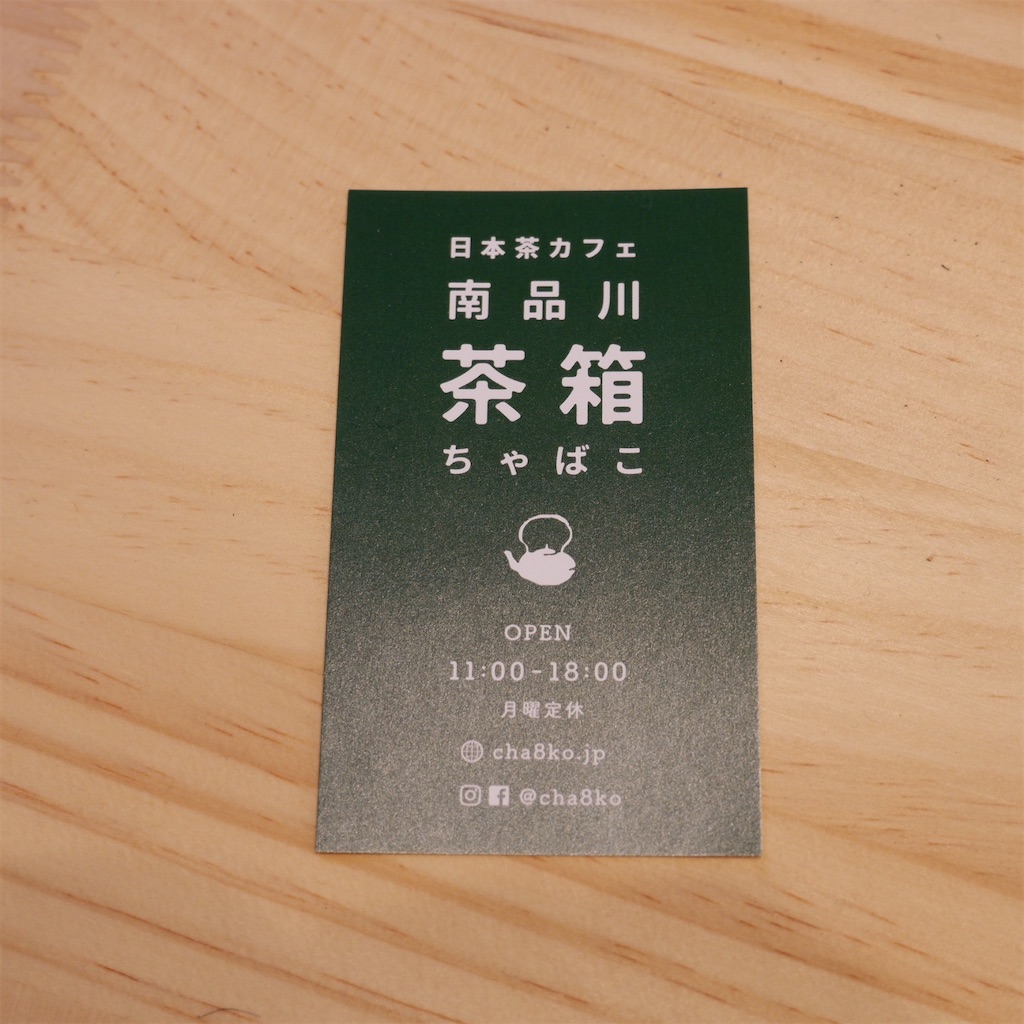 日本茶カフェ
南品川
茶箱
ちゃばこ
OPEN
11:00-18:00
月曜定休
cha8ko.jp
@cha8ko